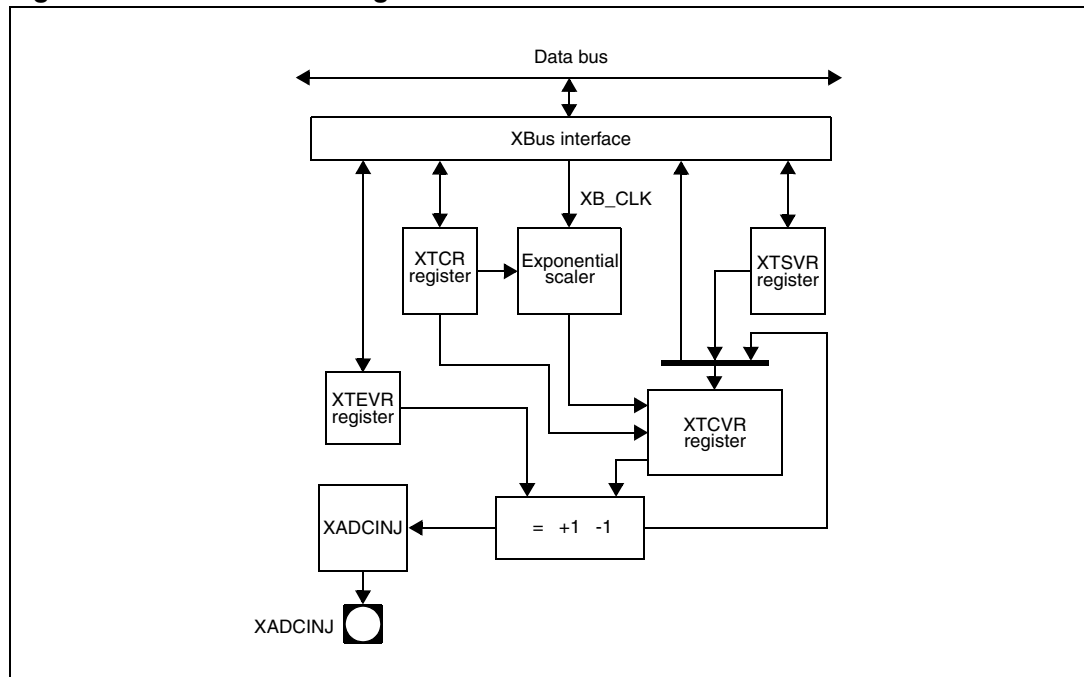 Data bus
XBus interface
XB_CLK
XTCR
register
Exponential
scaler
XTSVR
register
XTEVR
register
XTCVR
register
XADCINJ
= +1 -1
XADCINJ